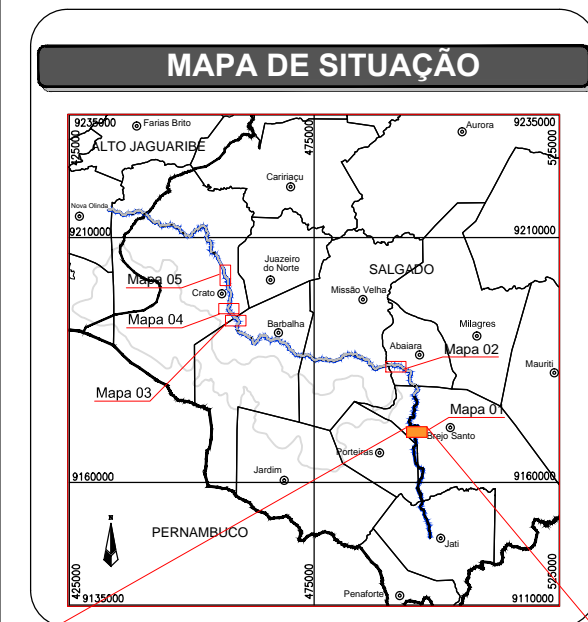 MAPA DE SITUAÇÃO
9235000
Farias Brito
Aurora
9235000
425000
475000
525000
ALTO JAGUARIBE
Caririaçu
Nova Olinda
9210000
9210000
Juazeiro
do Norte
SALGADO
Mapa 05
Crato
Missão Velha
Mapa 04
Barbalha
Milagres
Abaiara
Mapa 02
Mauriti
Mapa 03
Mapa 01
Brejo Santo
Porteiras
Jardim
9160000
9160000
PERNAMBUCO
N
Jati
425000
475000
525000
Penaforte
9135000
9110000